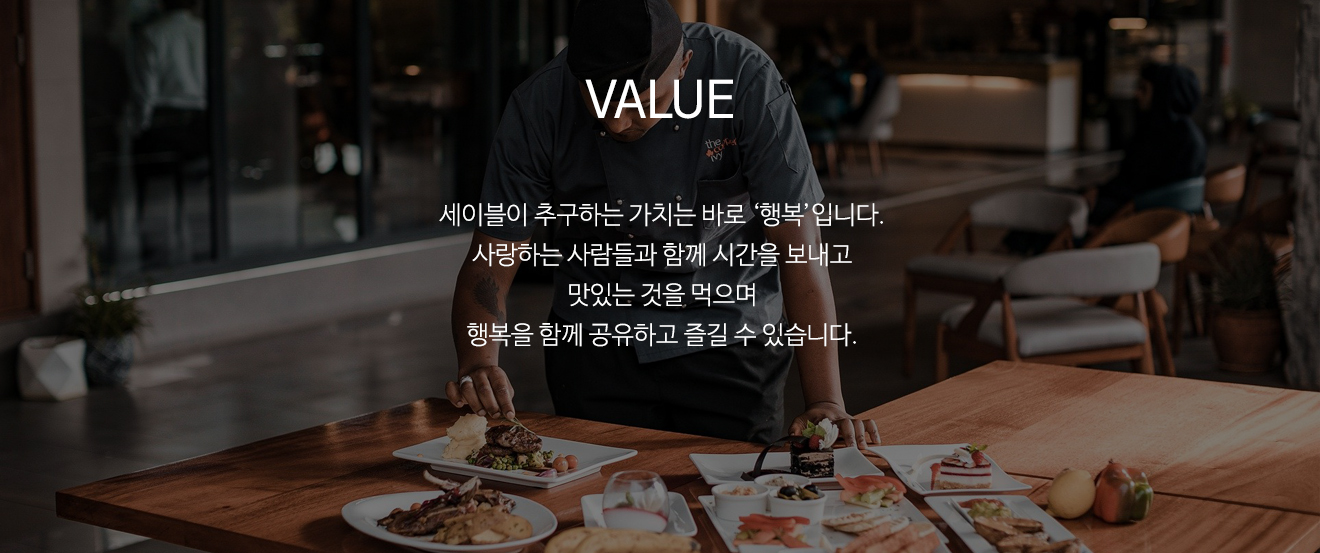 VALUE
세이블이 추구하는 가치는 바로 ‘행복’입니다.
사랑하는 사람들과 함께 시간을 보내고
맛있는 것을 먹으며
행복을 함께 공유하고 즐길 수 있습니다.
the
ivy